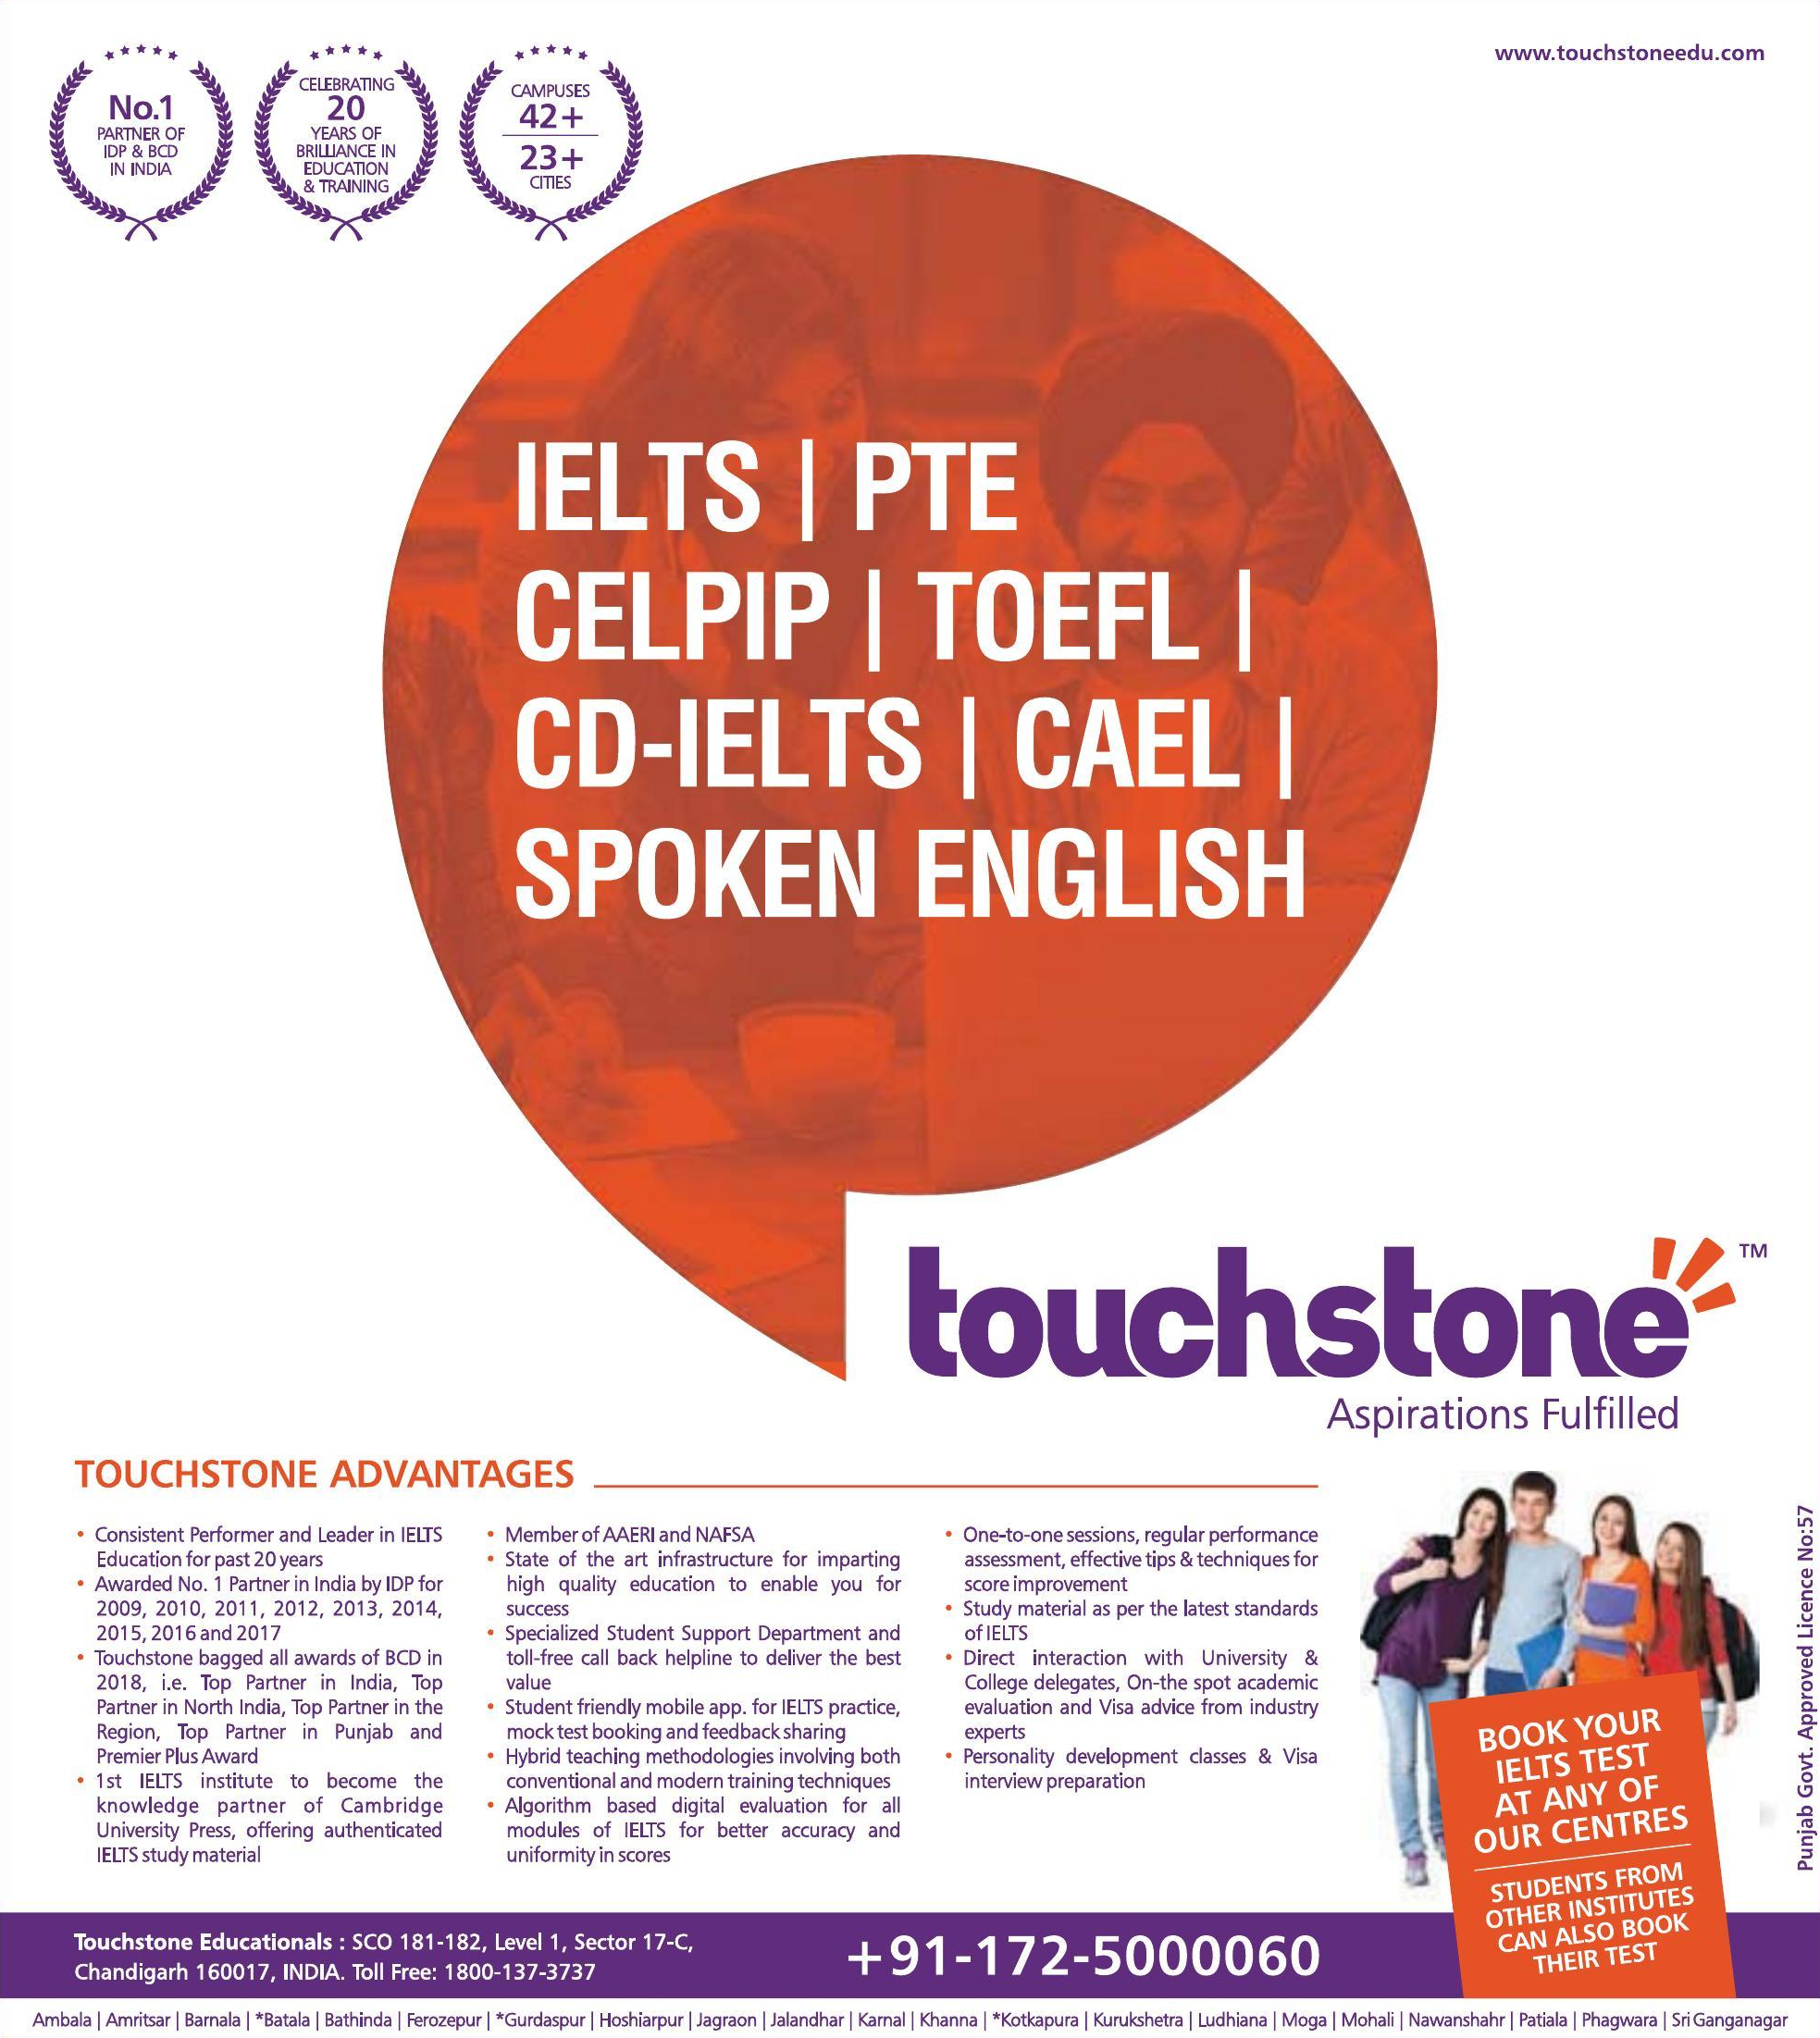 www.touchstoneedu.com
No.1
PARTNER OF
IDP & BCD
IN INDIA
CELEBRATING
20
YEARS OF
BRILLIANCE IN
EDUCATION
& TRAINING
CAMPUSES
42+
23+
CITIES
IELTS | PTE
CELPIP | TOEFL |
CD-IELTS | CAEL |
SPOKEN ENGLISH
touchstone™
Aspirations Fulfilled
TOUCHSTONE ADVANTAGES
• Consistent Performer and Leader in IELTS
Education for past 20 years
• Awarded No. 1 Partner in India by IDP for
2009, 2010, 2011, 2012, 2013, 2014,
2015, 2016 and 2017
• Touchstone bagged all awards of BCD in
2018, i.e. Top Partner in India, Top
Partner in North India, Top Partner in the
Region, Top Partner in Punjab and
Premier Plus Award
• 1st IELTS institute to become the
knowledge partner of Cambridge
University Press, offering authenticated
IELTS study material
• Member of AAERI and NAFSA
• State of the art infrastructure for imparting
high quality education to enable you for
success
• Specialized Student Support Department and
toll-free call back helpline to deliver the best
value
• Student friendly mobile app. for IELTS practice,
mock test booking and feedback sharing
• Hybrid teaching methodologies involving both
conventional and modern training techniques
• Algorithm based digital evaluation for all
modules of IELTS for better accuracy and
uniformity in scores
• One-to-one sessions, regular performance
assessment, effective tips & techniques for
score improvement
• Study material as per the latest standards
of IELTS
• Direct interaction with University &
College delegates, On-the spot academic
evaluation and Visa advice from industry
experts
• Personality development classes & Visa
interview preparation
BOOK YOUR
IELTS TEST
AT ANY OF
OUR CENTRES
STUDENTS FROM
OTHER INSTITUTES
CAN ALSO BOOK
THEIR TEST
Punjab Govt. Approved Licence No:57
Touchstone Educationals : SCO 181-182, Level 1, Sector 17-C,
Chandigarh 160017, INDIA. Toll Free: 1800-137-3737
+91-172-5000060
Ambala | Amritsar | Barnala | *Batala | Bathinda | Ferozepur | *Gurdaspur | Hoshiarpur | Jagraon | Jalandhar | Karnal | Khanna | *Kotkapura | Kurukshetra | Ludhiana | Moga | Mohali | Nawanshahr | Patiala | Phagwara | Sri Ganganagar